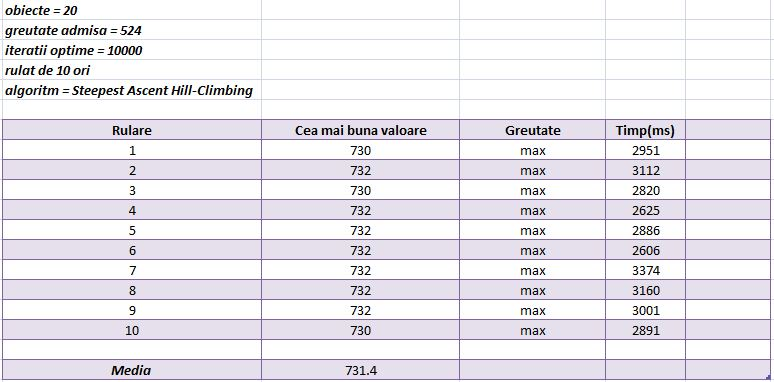 obiecte = 20
greutate admisa = 524
iteratii optime = 10000
rulat de 10 ori
algoritm = Steepest Ascent Hill-Climbing
Rulare Cea mai buna valoare Greutate Timp(ms)
1 730 max 2951
2 732 max 3112
3 730 max 2820
4 732 max 2625
5 732 max 2886
6 732 max 2606
7 732 max 3374
8 732 max 3160
9 732 max 3001
10 730 max 2891
Media 731.4